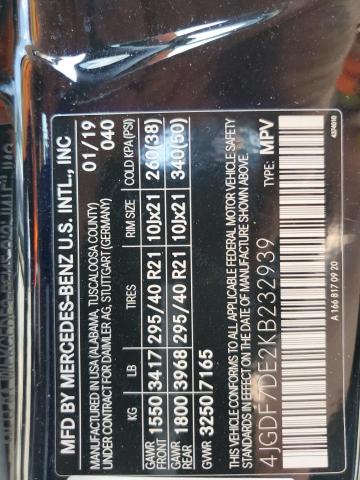 MFD BY MERCEDES-BENZ U.S. INTL., INC
MANUFACTURED IN USA (ALABAMA, TUSCALOOSA COUNTY) 01/19
UNDER CONTRACT FOR DAIMLER AG, STUTTGART (GERMANY) 040
KG LB TIRES RIM SIZE COLD KPA (PSI)
GAWR FRONT 1550 3417 295/40 R21 10Jx21 260(38)
GAWR REAR 1800 3968 295/40 R21 10Jx21 340(50)
GVWR 3250 7165
THIS VEHICLE CONFORMS TO ALL APPLICABLE FEDERAL MOTOR VEHICLE SAFETY
STANDARDS IN EFFECT ON THE DATE OF MANUFACTURE SHOWN ABOVE.
TYPE: MPV
4JGDF7DE2KB232939
A 166 817 09 20